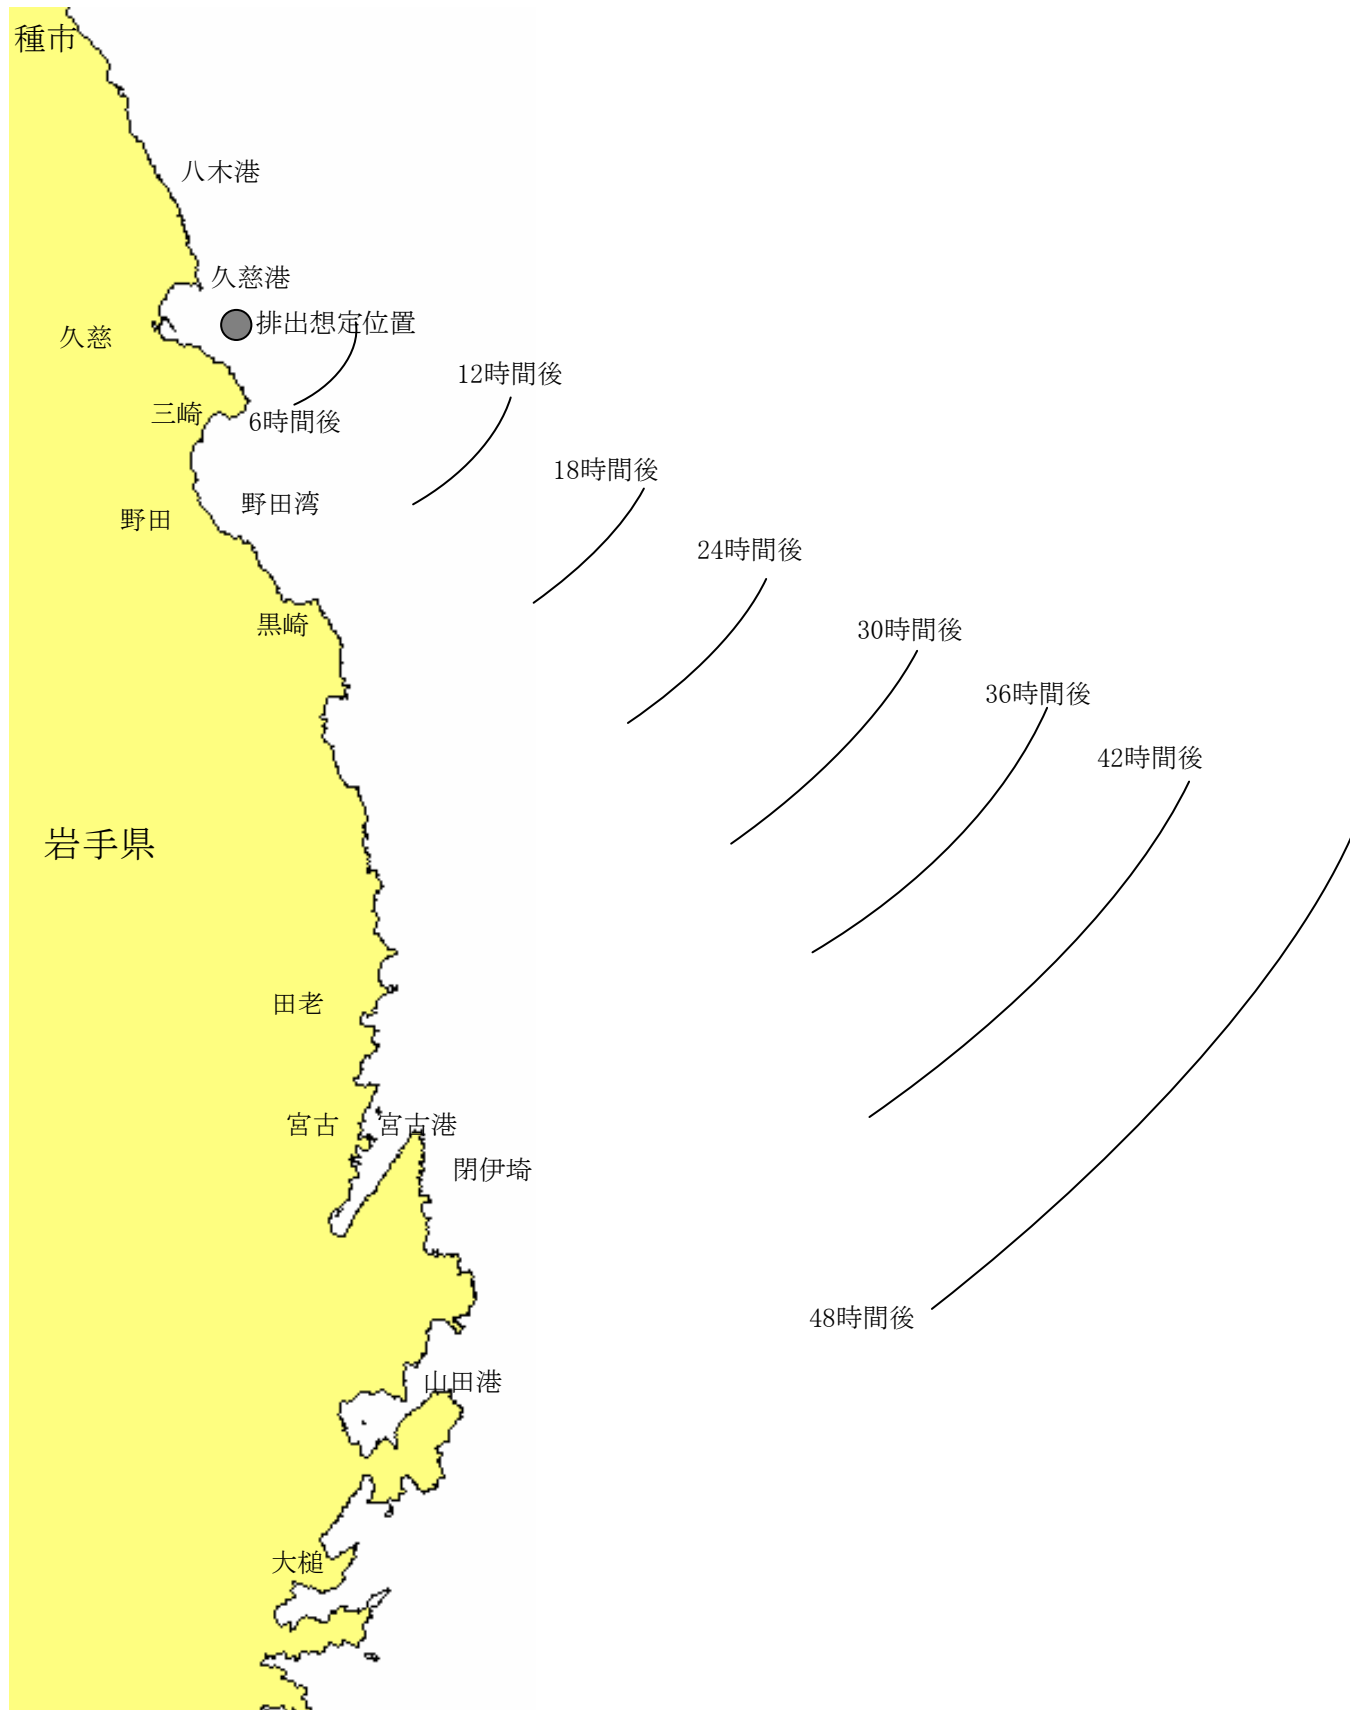 種市
八木港
久慈港
排出想定位置
久慈
12時間後
三崎
6時間後
18時間後
野田湾
野田
24時間後
黒崎
30時間後
36時間後
42時間後
岩手県
田老
宮古
宮古港
閉伊埼
48時間後
山田港
大槌